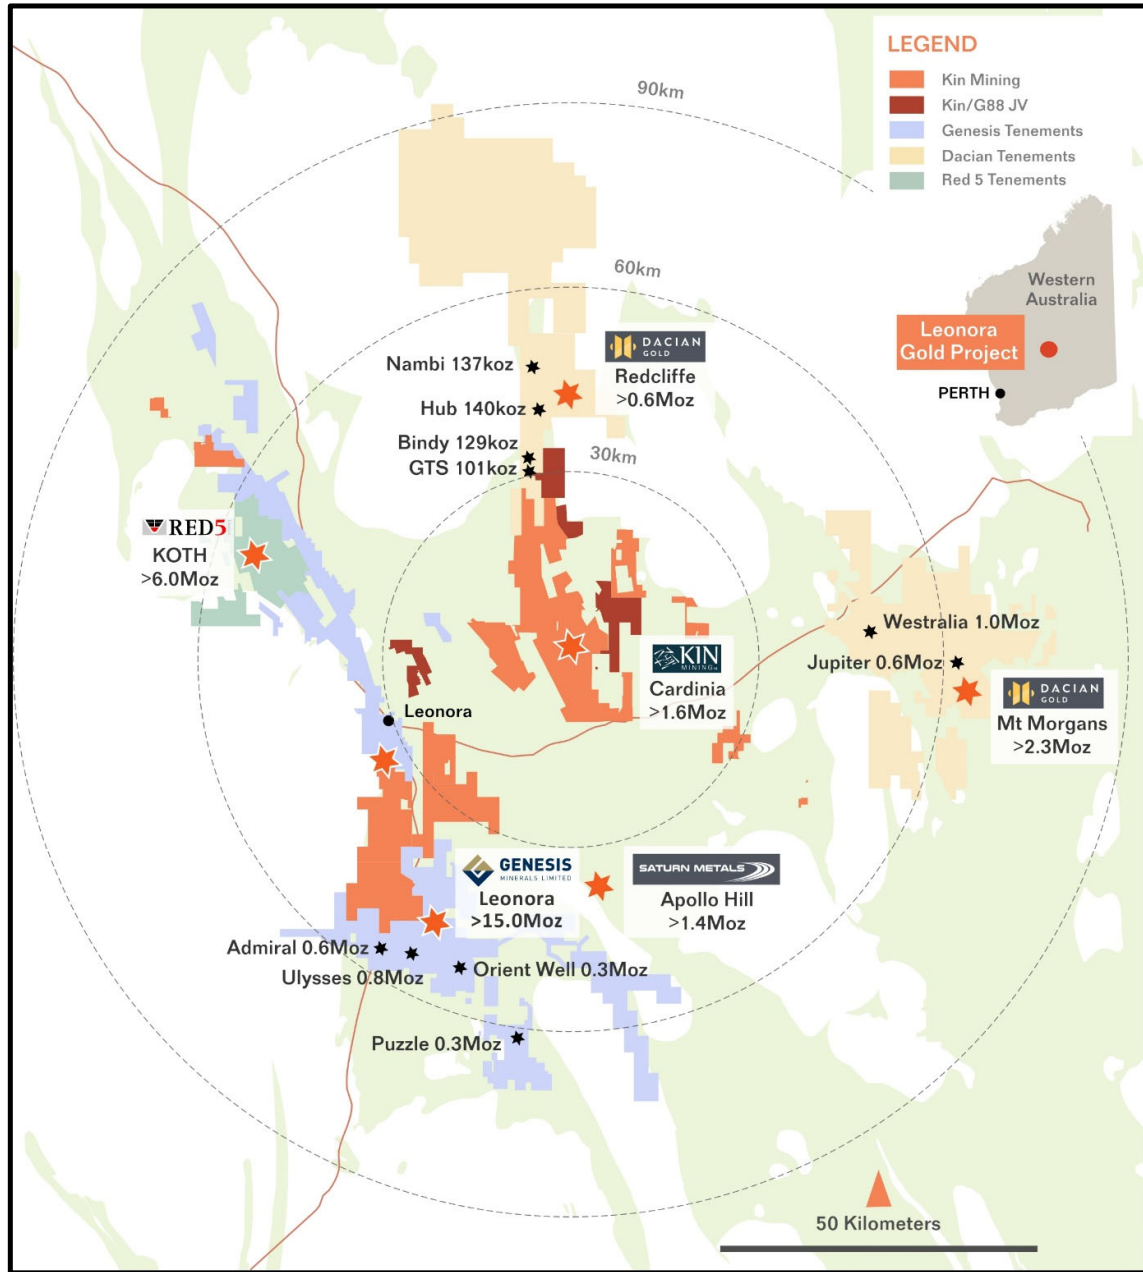 LEGEND
Kin Mining
Kin/G88 JV
Genesis Tenements
Dacian Tenements
Red 5 Tenements
90km
60km
30km
Western
Australia
Leonora
Gold Project
PERTH
DACIAN
GOLD
Redcliffe
>0.6Moz
Nambi 137koz
Hub 140koz
Bindy 129koz
GTS 101koz
RED5
KOTH
>6.0Moz
Westralia 1.0Moz
Jupiter 0.6Moz
KIN
MINING
Cardinia
>1.6Moz
DACIAN
GOLD
Mt Morgans
>2.3Moz
Leonora
GENESIS
MINERALS LIMITED
Leonora
>15.0Moz
SATURN METALS
Apollo Hill
>1.4Moz
Admiral 0.6Moz
Ulysses 0.8Moz
Orient Well 0.3Moz
Puzzle 0.3Moz
50 Kilometers